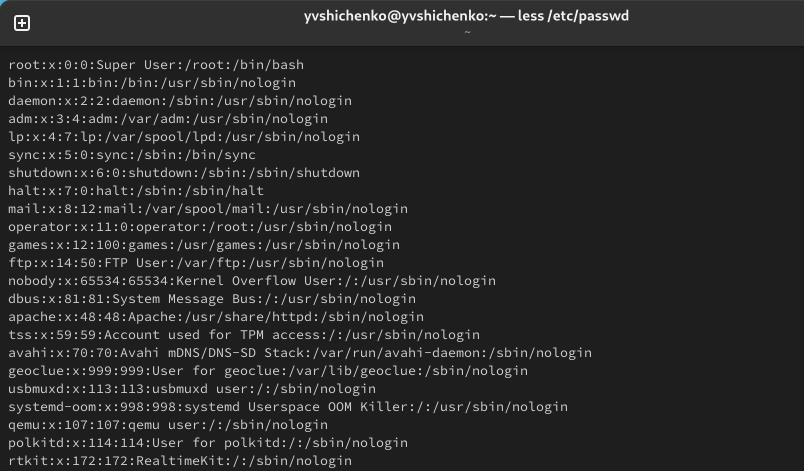 yvshichenko@yvshichenko:~ — less /etc/passwd
~
root:x:0:0:Super User:/root:/bin/bash
bin:x:1:1:bin:/bin:/usr/sbin/nologin
daemon:x:2:2:daemon:/sbin:/usr/sbin/nologin
adm:x:3:4:adm:/var/adm:/usr/sbin/nologin
lp:x:4:7:lp:/var/spool/lpd:/usr/sbin/nologin
sync:x:5:0:sync:/sbin:/bin/sync
shutdown:x:6:0:shutdown:/sbin:/sbin/shutdown
halt:x:7:0:halt:/sbin:/sbin/halt
mail:x:8:12:mail:/var/spool/mail:/usr/sbin/nologin
operator:x:11:0:operator:/root:/usr/sbin/nologin
games:x:12:100:games:/usr/games:/usr/sbin/nologin
ftp:x:14:50:FTP User:/var/ftp:/usr/sbin/nologin
nobody:x:65534:65534:Kernel Overflow User:/:/usr/sbin/nologin
dbus:x:81:81:System Message Bus:/:/usr/sbin/nologin
apache:x:48:48:Apache:/usr/share/httpd:/sbin/nologin
tss:x:59:59:Account used for TPM access:/:/usr/sbin/nologin
avahi:x:70:70:Avahi mDNS/DNS-SD Stack:/var/run/avahi-daemon:/sbin/nologin
geoclue:x:999:999:User for geoclue:/var/lib/geoclue:/sbin/nologin
usbmuxd:x:113:113:usbmuxd user:/:/sbin/nologin
systemd-oom:x:998:998:systemd Userspace OOM Killer:/:/usr/sbin/nologin
qemu:x:107:107:qemu user:/:/sbin/nologin
polkitd:x:114:114:User for polkitd:/:/sbin/nologin
rtkit:x:172:172:RealtimeKit:/:/sbin/nologin